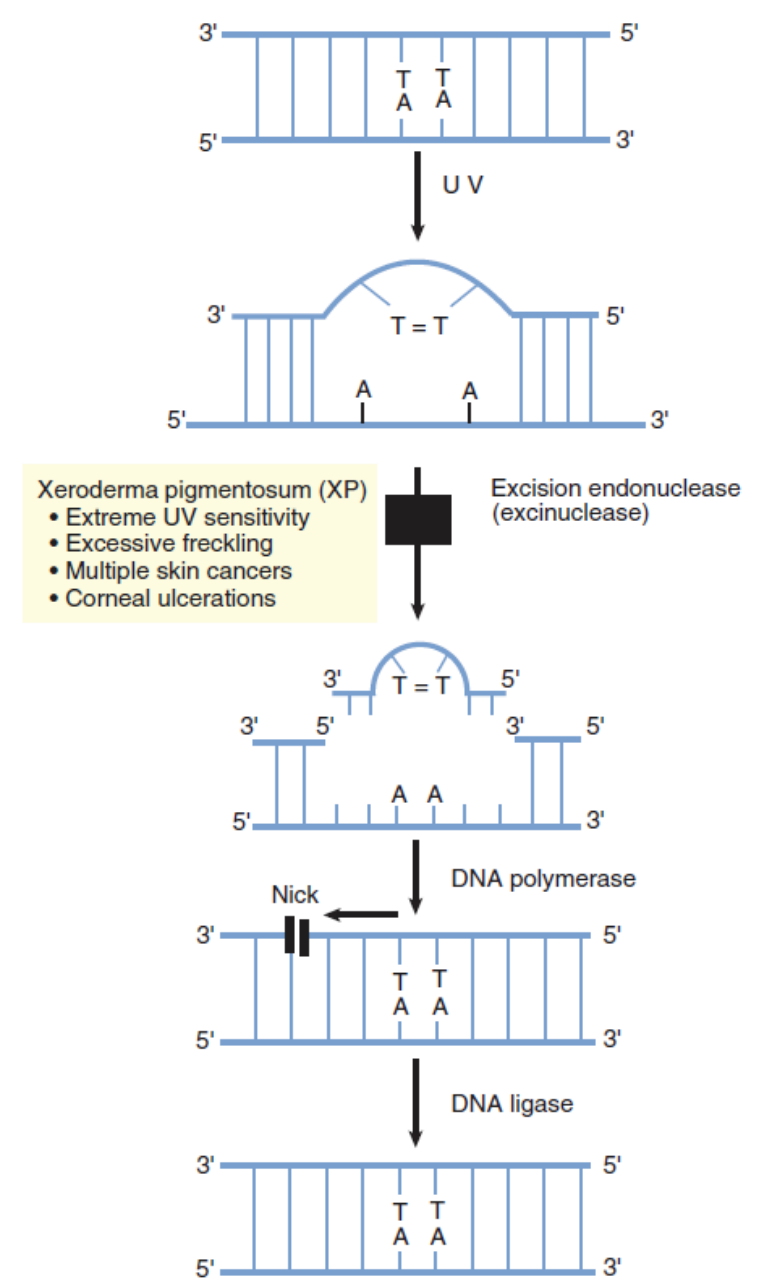 3' 5'
T T
A A
5' 3'
U V
3' 5'
T = T
A A
5' 3'
Xeroderma pigmentosum (XP)
• Extreme UV sensitivity
• Excessive freckling
• Multiple skin cancers
• Corneal ulcerations
Excision endonuclease
(excinuclease)
3' 5'
T = T
3' 5' 3' 5'
A A
5' 3'
DNA polymerase
Nick
3' 5'
T T
A A
5' 3'
DNA ligase
3' 5'
T T
A A
5' 3'